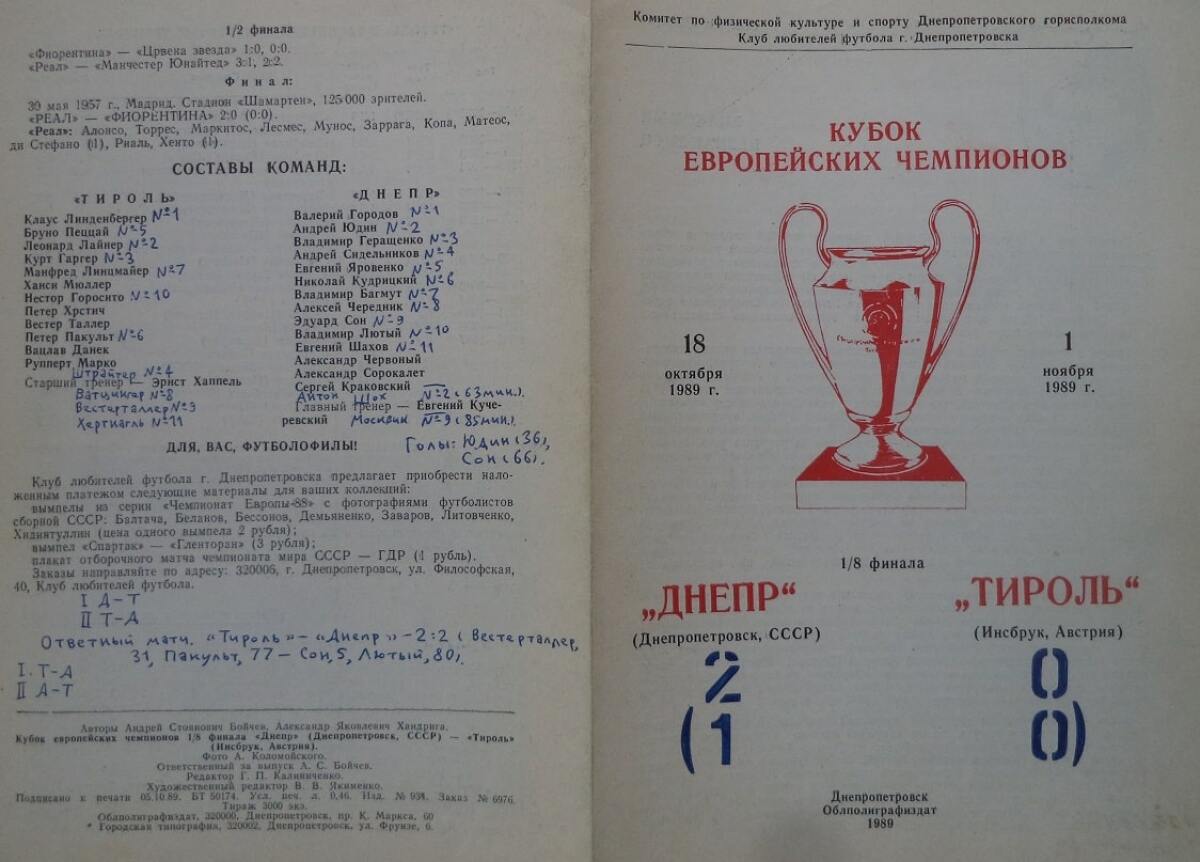 1/2 финала
«Фиорентина» — «Црвена звезда» 1:0, 0:0.
«Реал» — «Манчестер Юнайтед» 3:1, 2:2.
Финал:
30 мая 1957 г., Мадрид. Стадион «Шамартен», 125000 зрителей.
«РЕАЛ» — «ФИОРЕНТИНА» 2:0 (0:0).
«Реал»: Алонсо, Торрес, Маркитос, Лесмес, Муноc, Заррага, Копа, Матеос,
ди Стефано (1), Риаль, Хенто (1).
СОСТАВЫ КОМАНД:
«ТИРОЛЬ»
Клаус Линденбергер №1
Бруно Пеццай №5
Леонард Лайнер №2
Курт Гаргер №3
Манфред Линцмайер №7
Ханси Мюллер
Нестор Горосито №10
Петер Хрстич
Вестер Таллер
Петер Пакульт №6
Вацлав Данек
Рупперт Марко
Штрайтер №4
Старший тренер — Эрнст Хаппель
Вацингер №8
Вестерталлер №9
Хертнагль №11
«ДНЕПР»
Валерий Городов №1
Андрей Юдин №2
Владимир Геращенко №3
Андрей Сидельников №4
Евгений Яровенко №5
Николай Кудрицкий №6
Владимир Багмут №7
Алексей Чередник №8
Эдуард Сон №9
Владимир Лютый №10
Евгений Шахов №11
Александр Червоный
Александр Сорокалет
Сергей Краковский
Антон Шох №2 (63 мин.).
Главный тренер — Евгений Куче-
ревский
Москвин №9 (85 мин.).
Голы: Юдин (36),
Сон (66).
ДЛЯ, ВАС, ФУТБОЛОФИЛЫ!
Клуб любителей футбола г. Днепропетровска предлагает приобрести нало-
женным платежом следующие материалы для ваших коллекций:
вымпелы из серии «Чемпионат Европы-88» с фотографиями футболистов
сборной СССР: Балтача, Беланов, Бессонов, Демьяненко, Заваров, Литовченко,
Хидиятуллин (цена одного вымпела 2 рубля);
вымпел «Спартак» — «Гленторан» (3 рубля);
плакат отборочного матча чемпионата мира СССР — ГДР (1 рубль).
Заказы направляйте по адресу: 320006, г. Днепропетровск, ул. Философская,
40, Клуб любителей футбола.
I Д-Т
II Т-Д
Ответный матч. "Тироль" - "Днепр" - 2:2 (Вестерталлер,
31, Пакульт, 77 - Сон, 5, Лютый, 80).
I. Т-Д
II Д-Т
Авторы Андрей Стоянович Бойчев, Александр Яковлевич Хандрига.
Кубок европейских чемпионов 1/8 финала «Днепр» (Днепропетровск, СССР) — «Тироль»
(Инсбрук, Австрия).
Фото А. Коломойского.
Ответственный за выпуск А. С. Бойчев.
Редактор Г. П. Калиниченко.
Художественный редактор В. В. Якименко.
Подписано к печати 05.10.89. БТ 50174. Усл. печ. л. 0,46. Изд. № 934. Заказ № 6976.
Тираж 3000 экз.
Облполиграфиздат, 320000, Днепропетровск, пр. К. Маркса, 60
* Городская типография, 320002, Днепропетровск, ул. Фрунзе, 6.
Комитет по физической культуре и спорту Днепропетровского горисполкома
Клуб любителей футбола г. Днепропетровска
КУБОК
ЕВРОПЕЙСКИХ ЧЕМПИОНОВ
18
октября
1989 г.
1
ноября
1989 г.
1/8 финала
„ДНЕПР“
(Днепропетровск, СССР)
„ТИРОЛЬ“
(Инсбрук, Австрия)
2 0
(1 0)
Днепропетровск
Облполиграфиздат
1989